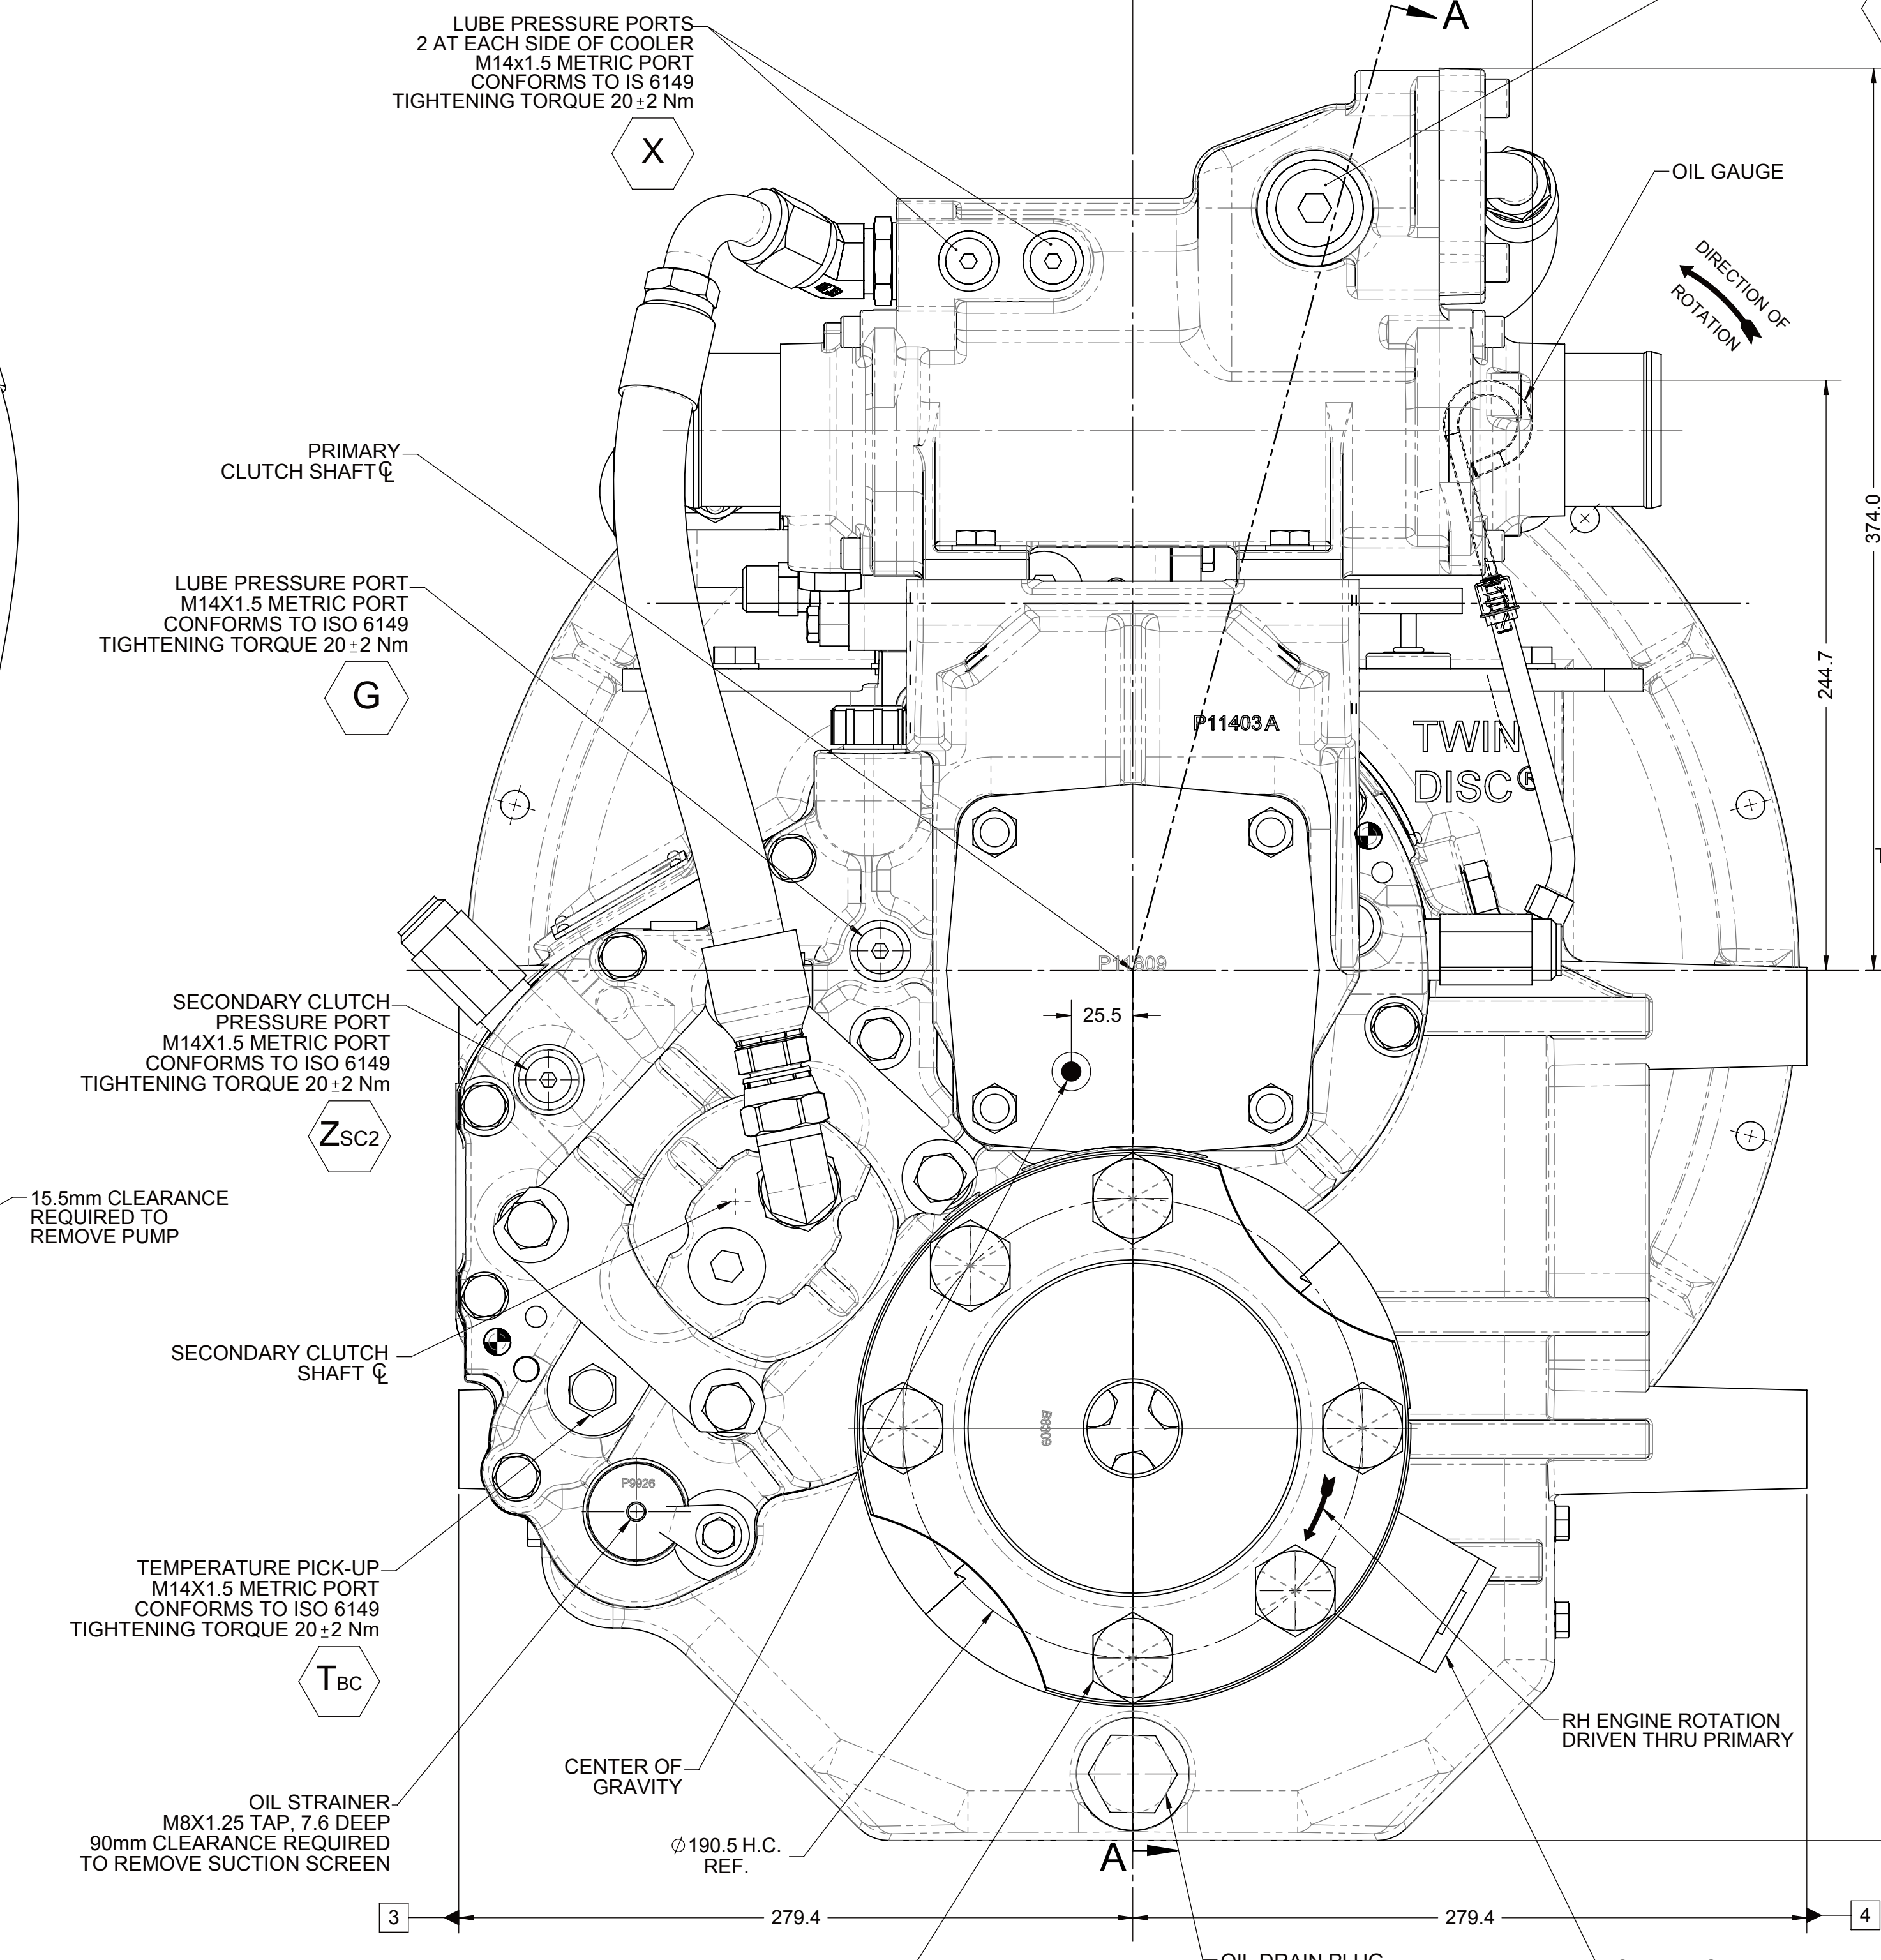 LUBE PRESSURE PORTS
2 AT EACH SIDE OF COOLER
M14x1.5 METRIC PORT
CONFORMS TO IS 6149
TIGHTENING TORQUE 20±2 Nm
X
A
OIL GAUGE
DIRECTION OF
ROTATION
374.0
244.7
PRIMARY
CLUTCH SHAFT ℄
LUBE PRESSURE PORT
M14X1.5 METRIC PORT
CONFORMS TO ISO 6149
TIGHTENING TORQUE 20±2 Nm
G
P11403 A
TWIN
DISC®
T
P11309
25.5
SECONDARY CLUTCH
PRESSURE PORT
M14X1.5 METRIC PORT
CONFORMS TO ISO 6149
TIGHTENING TORQUE 20±2 Nm
ZSC2
15.5mm CLEARANCE
REQUIRED TO
REMOVE PUMP
SECONDARY CLUTCH
SHAFT ℄
B6309
P9926
TEMPERATURE PICK-UP
M14X1.5 METRIC PORT
CONFORMS TO ISO 6149
TIGHTENING TORQUE 20±2 Nm
TBC
RH ENGINE ROTATION
DRIVEN THRU PRIMARY
CENTER OF
GRAVITY
OIL STRAINER
M8X1.25 TAP, 7.6 DEEP
90mm CLEARANCE REQUIRED
TO REMOVE SUCTION SCREEN
∅190.5 H.C.
REF.
A
3
279.4
279.4
4
OIL DRAIN PLUG